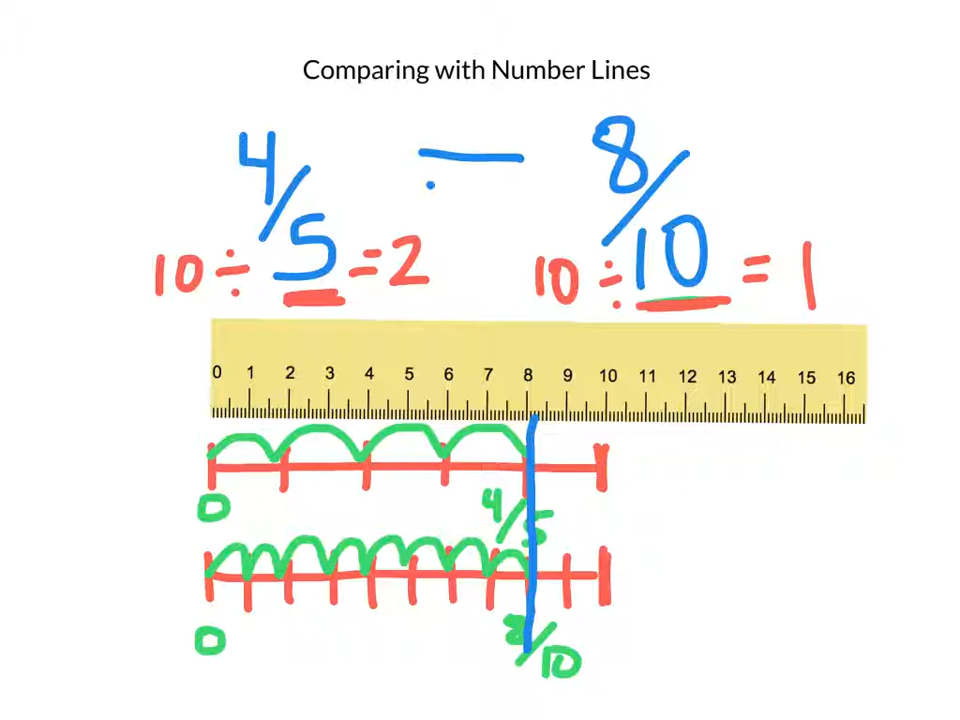 Comparing with Number Lines
4/5 — 8/10
10 ÷ 5 = 2 10 ÷ 10 = 1
0 1 2 3 4 5 6 7 8 9 10 11 12 13 14 15 16
0 4/5
0 8/10